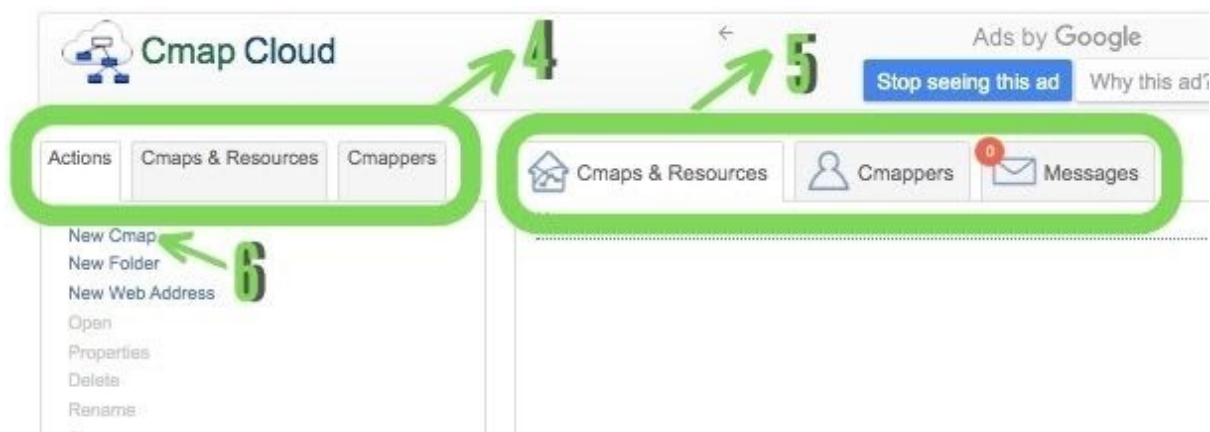 Cmap Cloud
4
5
Ads by Google
Stop seeing this ad
Why this ad?
Actions
Cmaps & Resources
Cmappers
Cmaps & Resources
Cmappers
0
Messages
New Cmap
6
New Folder
New Web Address
Open
Properties
Delete
Rename